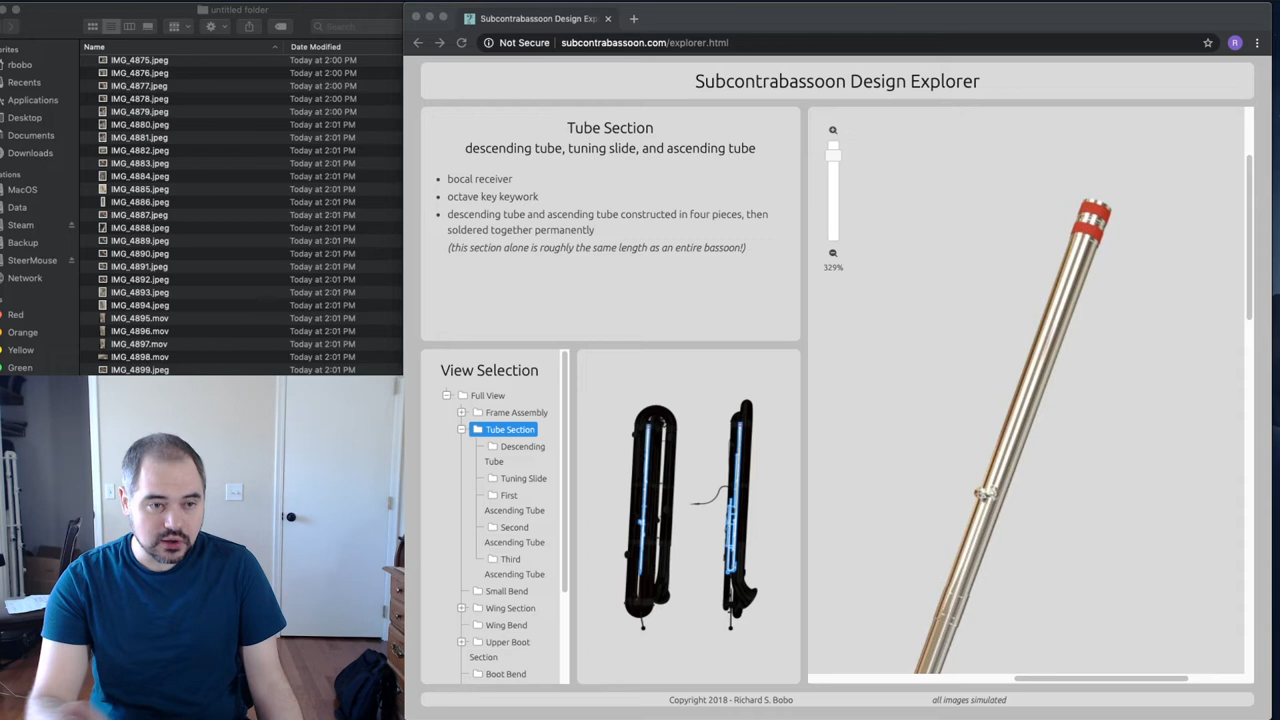 untitled folder
Search
Name
Date Modified
orites
rbobo
Recents
Applications
Desktop
Documents
Downloads
ations
MacOS
Data
Steam
Backup
SteerMouse
Network
s
Red
Orange
Yellow
Green
IMG_4875.jpeg Today at 2:00 PM
IMG_4876.jpeg Today at 2:00 PM
IMG_4877.jpeg Today at 2:00 PM
IMG_4878.jpeg Today at 2:00 PM
IMG_4879.jpeg Today at 2:00 PM
IMG_4880.jpeg Today at 2:01 PM
IMG_4881.jpeg Today at 2:01 PM
IMG_4882.jpeg Today at 2:01 PM
IMG_4883.jpeg Today at 2:01 PM
IMG_4884.jpeg Today at 2:01 PM
IMG_4885.jpeg Today at 2:01 PM
IMG_4886.jpeg Today at 2:01 PM
IMG_4887.jpeg Today at 2:01 PM
IMG_4888.jpeg Today at 2:01 PM
IMG_4889.jpeg Today at 2:01 PM
IMG_4890.jpeg Today at 2:01 PM
IMG_4891.jpeg Today at 2:01 PM
IMG_4892.jpeg Today at 2:01 PM
IMG_4893.jpeg Today at 2:01 PM
IMG_4894.jpeg Today at 2:01 PM
IMG_4895.mov Today at 2:01 PM
IMG_4896.mov Today at 2:01 PM
IMG_4897.mov Today at 2:01 PM
IMG_4898.mov Today at 2:01 PM
IMG_4899.jpeg Today at 2:01 PM
Subcontrabassoon Design Exp
Not Secure subcontrabassoon.com/explorer.html
R
Subcontrabassoon Design Explorer
Tube Section
descending tube, tuning slide, and ascending tube
• bocal receiver
• octave key keywork
• descending tube and ascending tube constructed in four pieces, then
soldered together permanently
(this section alone is roughly the same length as an entire bassoon!)
329%
View Selection
Full View
Frame Assembly
Tube Section
Descending
Tube
Tuning Slide
First
Ascending Tube
Second
Ascending Tube
Third
Ascending Tube
Small Bend
Wing Section
Wing Bend
Upper Boot
Section
Boot Bend
Copyright 2018 - Richard S. Bobo
all images simulated